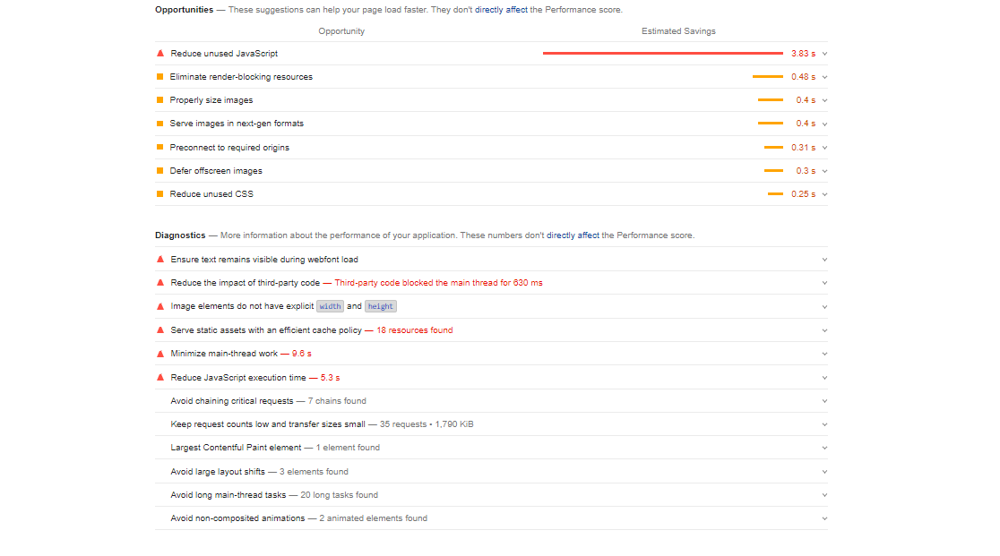 Opportunities — These suggestions can help your page load faster. They don't directly affect the Performance score.
Opportunity Estimated Savings
Reduce unused JavaScript 3.83 s
Eliminate render-blocking resources 0.48 s
Properly size images 0.4 s
Serve images in next-gen formats 0.4 s
Preconnect to required origins 0.31 s
Defer offscreen images 0.3 s
Reduce unused CSS 0.25 s
Diagnostics — More information about the performance of your application. These numbers don't directly affect the Performance score.
Ensure text remains visible during webfont load
Reduce the impact of third-party code — Third-party code blocked the main thread for 630 ms
Image elements do not have explicit width and height
Serve static assets with an efficient cache policy — 18 resources found
Minimize main-thread work — 9.6 s
Reduce JavaScript execution time — 5.3 s
Avoid chaining critical requests — 7 chains found
Keep request counts low and transfer sizes small — 35 requests • 1,790 KiB
Largest Contentful Paint element — 1 element found
Avoid large layout shifts — 3 elements found
Avoid long main-thread tasks — 20 long tasks found
Avoid non-composited animations — 2 animated elements found